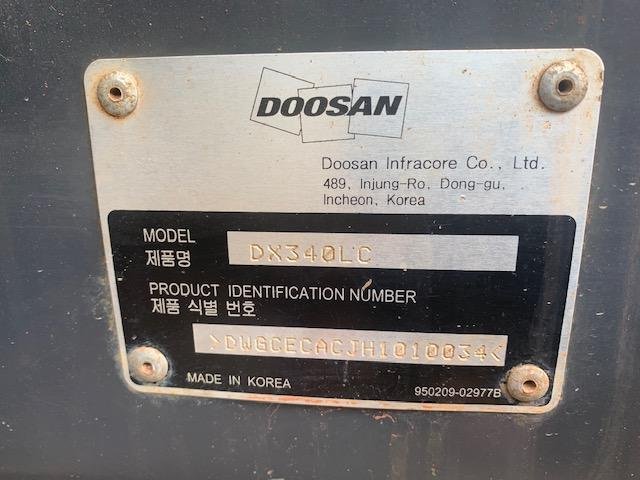 DOOSAN
Doosan Infracore Co., Ltd.
489, Injung-Ro, Dong-gu,
Incheon, Korea
MODEL
제품명
DX340LC
PRODUCT IDENTIFICATION NUMBER
제품 식별 번호
>DWGCECACJH1010034<
MADE IN KOREA
950209-02977B